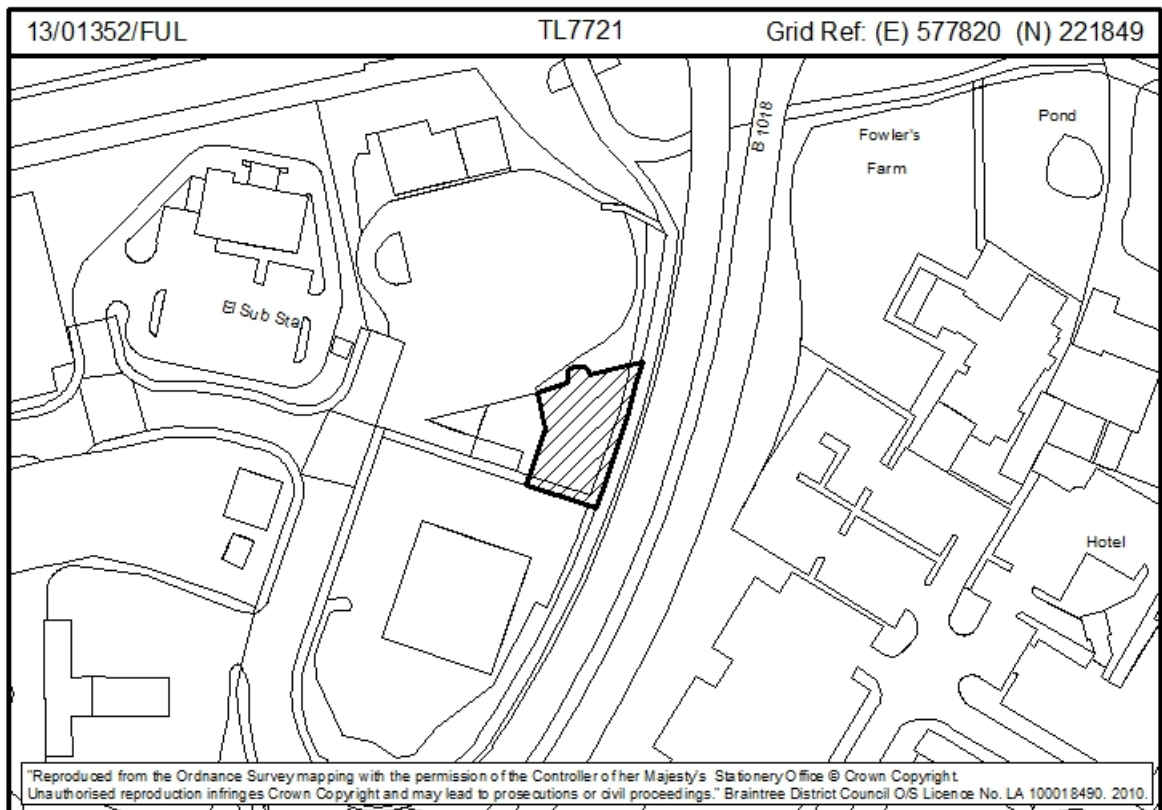 13/01352/FUL TL7721 Grid Ref: (E) 577820 (N) 221849
B 1018
Fowler's
Farm
Pond
El Sub Sta
Hotel
"Reproduced from the Ordnance Survey mapping with the permission of the Controller of her Majesty's Stationery Office © Crown Copyright.
Unauthorised reproduction infringes Crown Copyright and may lead to prosecutions or civil proceedings." Braintree District Council O/S Licence No. LA 100018490. 2010.